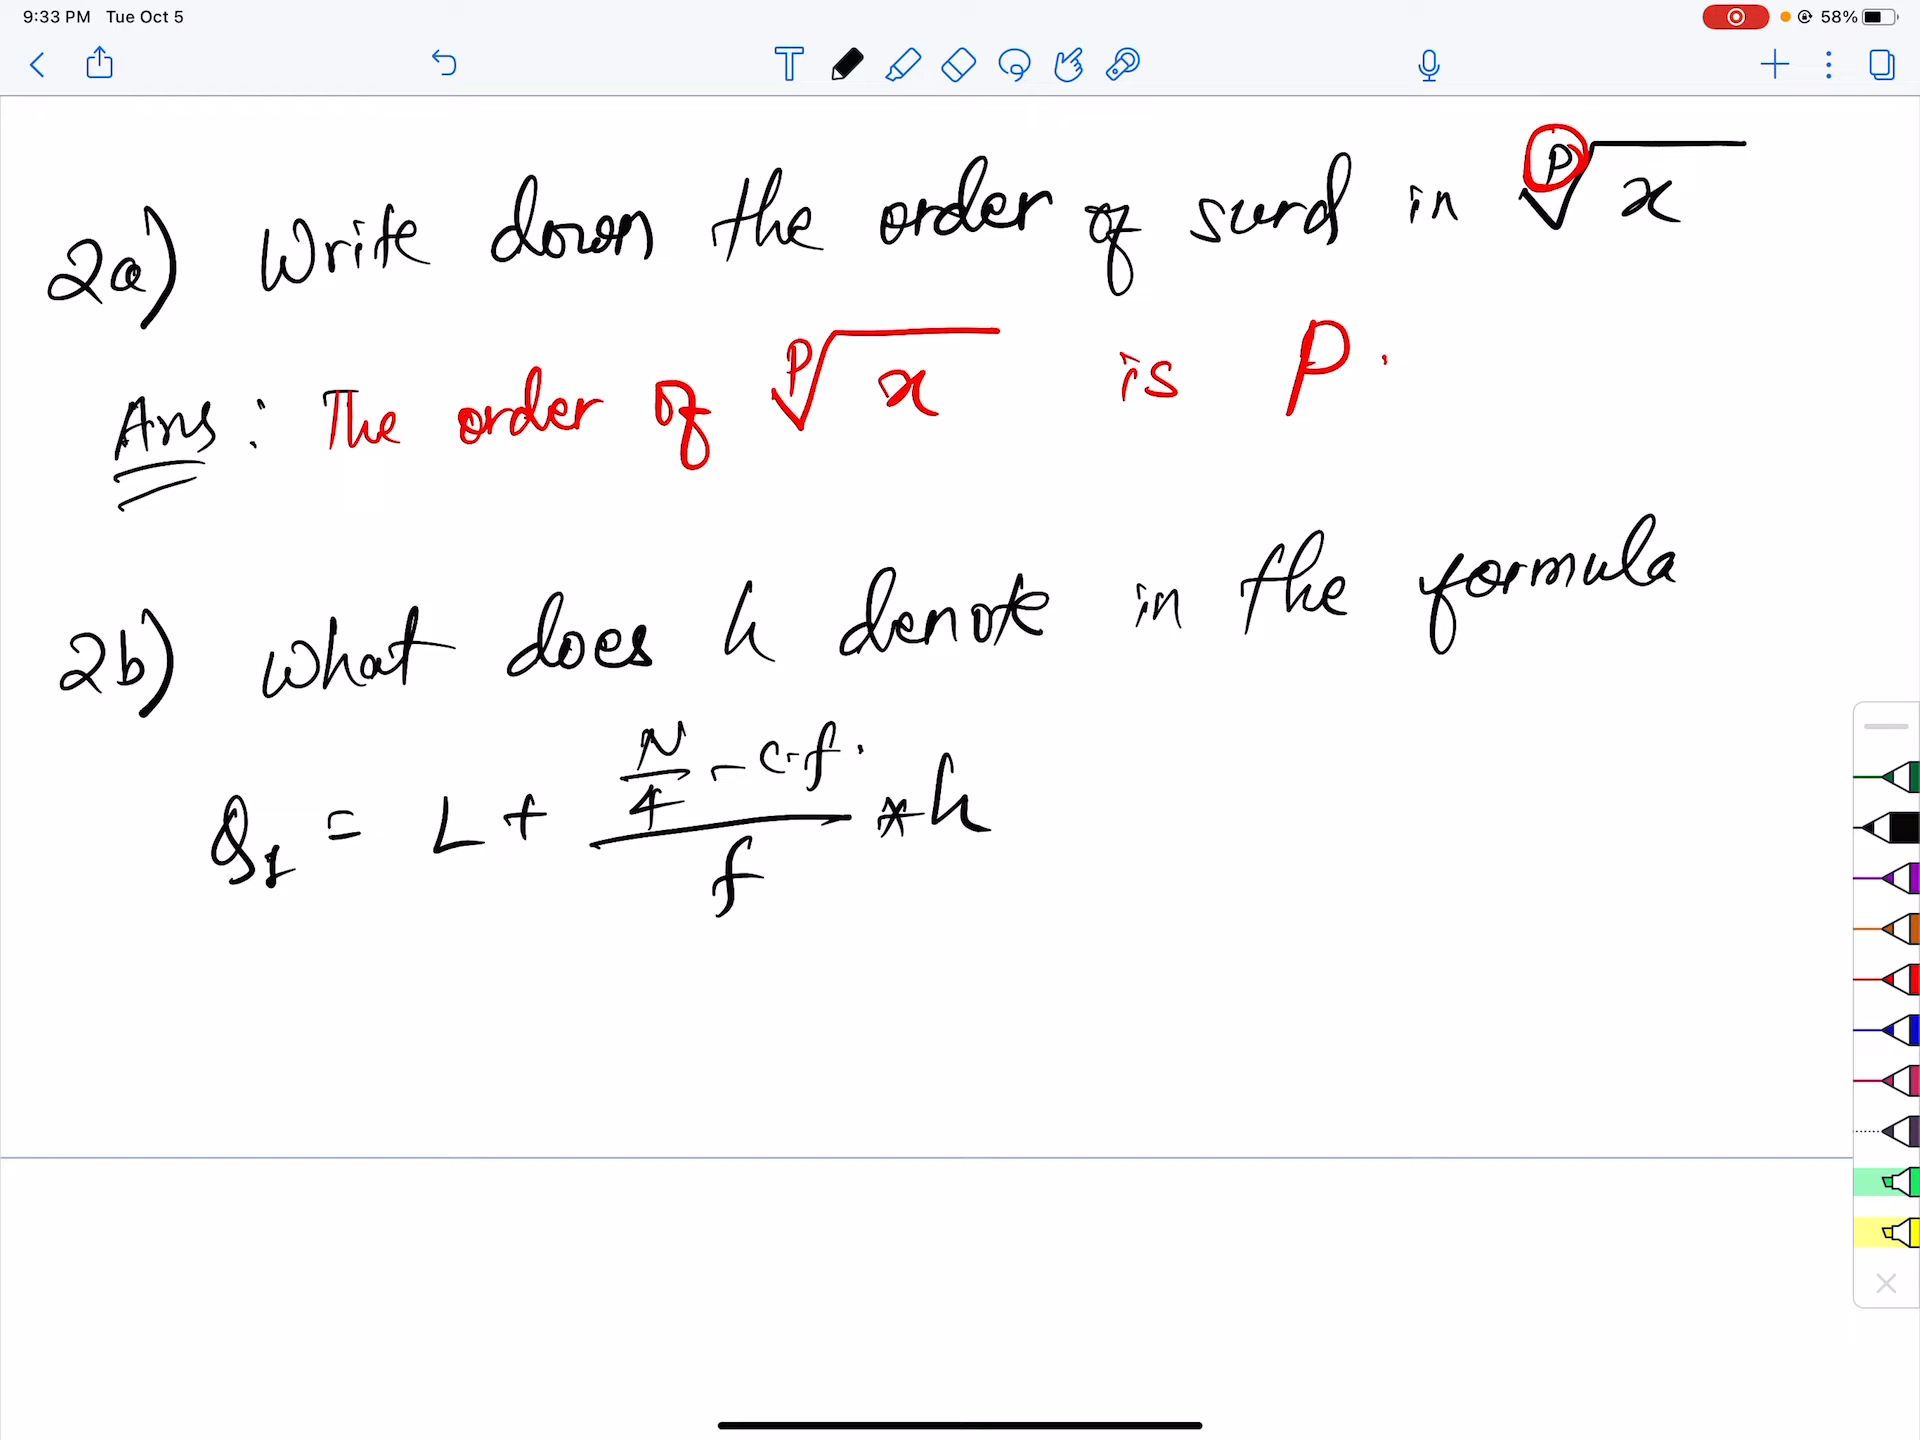 9:33 PM Tue Oct 5 58%
2a) Write down the order of surd in ᵖ√x
Ans : The order of ᵖ√x is P.
2b) What does h denote in the formula
Q₁ = L + (N/4 - c.f.)/f * h